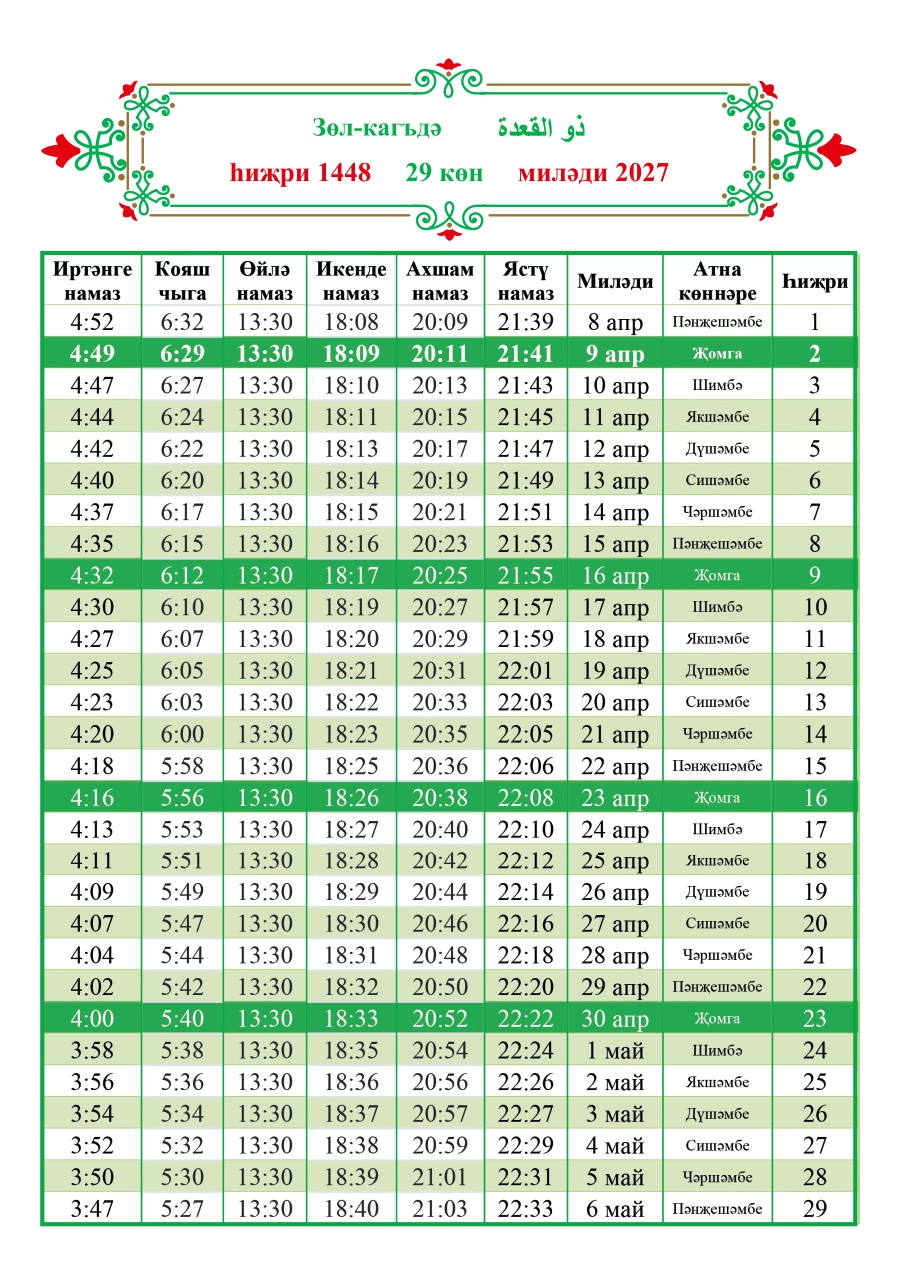 Зөл-кагъдә ذو القعدة
һиҗри 1448 29 көн миләди 2027
Иртәнге намаз Кояш чыга Өйлә намаз Икенде намаз Ахшам намаз Ястү намаз Миләди Атна көннәре Һиҗри
4:52 6:32 13:30 18:08 20:09 21:39 8 апр Пәнҗешәмбе 1
4:49 6:29 13:30 18:09 20:11 21:41 9 апр Җомга 2
4:47 6:27 13:30 18:10 20:13 21:43 10 апр Шимбә 3
4:44 6:24 13:30 18:11 20:15 21:45 11 апр Якшәмбе 4
4:42 6:22 13:30 18:13 20:17 21:47 12 апр Дүшәмбе 5
4:40 6:20 13:30 18:14 20:19 21:49 13 апр Сишәмбе 6
4:37 6:17 13:30 18:15 20:21 21:51 14 апр Чәршәмбе 7
4:35 6:15 13:30 18:16 20:23 21:53 15 апр Пәнҗешәмбе 8
4:32 6:12 13:30 18:17 20:25 21:55 16 апр Җомга 9
4:30 6:10 13:30 18:19 20:27 21:57 17 апр Шимбә 10
4:27 6:07 13:30 18:20 20:29 21:59 18 апр Якшәмбе 11
4:25 6:05 13:30 18:21 20:31 22:01 19 апр Дүшәмбе 12
4:23 6:03 13:30 18:22 20:33 22:03 20 апр Сишәмбе 13
4:20 6:00 13:30 18:23 20:35 22:05 21 апр Чәршәмбе 14
4:18 5:58 13:30 18:25 20:36 22:06 22 апр Пәнҗешәмбе 15
4:16 5:56 13:30 18:26 20:38 22:08 23 апр Җомга 16
4:13 5:53 13:30 18:27 20:40 22:10 24 апр Шимбә 17
4:11 5:51 13:30 18:28 20:42 22:12 25 апр Якшәмбе 18
4:09 5:49 13:30 18:29 20:44 22:14 26 апр Дүшәмбе 19
4:07 5:47 13:30 18:30 20:46 22:16 27 апр Сишәмбе 20
4:04 5:44 13:30 18:31 20:48 22:18 28 апр Чәршәмбе 21
4:02 5:42 13:30 18:32 20:50 22:20 29 апр Пәнҗешәмбе 22
4:00 5:40 13:30 18:33 20:52 22:22 30 апр Җомга 23
3:58 5:38 13:30 18:35 20:54 22:24 1 май Шимбә 24
3:56 5:36 13:30 18:36 20:56 22:26 2 май Якшәмбе 25
3:54 5:34 13:30 18:37 20:57 22:27 3 май Дүшәмбе 26
3:52 5:32 13:30 18:38 20:59 22:29 4 май Сишәмбе 27
3:50 5:30 13:30 18:39 21:01 22:31 5 май Чәршәмбе 28
3:47 5:27 13:30 18:40 21:03 22:33 6 май Пәнҗешәмбе 29